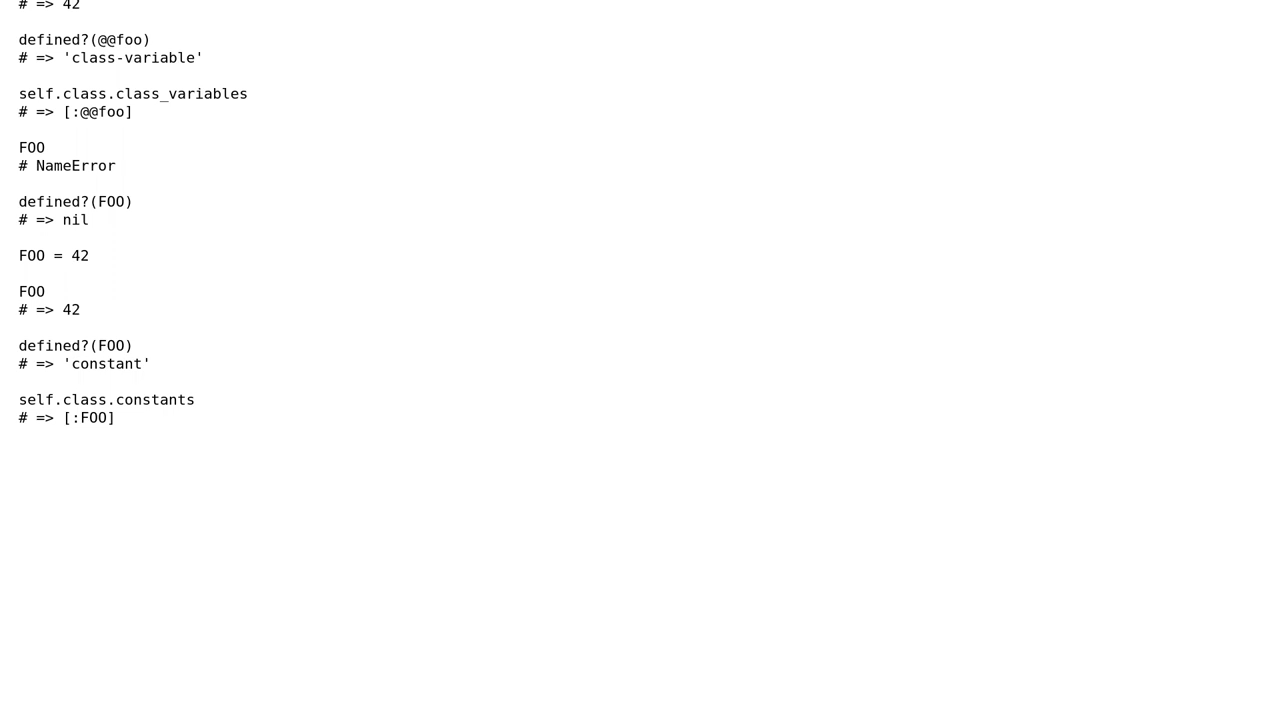 # => 42
defined?(@@foo)
# => 'class-variable'
self.class.class_variables
# => [:@@foo]
FOO
# NameError
defined?(FOO)
# => nil
FOO = 42
FOO
# => 42
defined?(FOO)
# => 'constant'
self.class.constants
# => [:FOO]